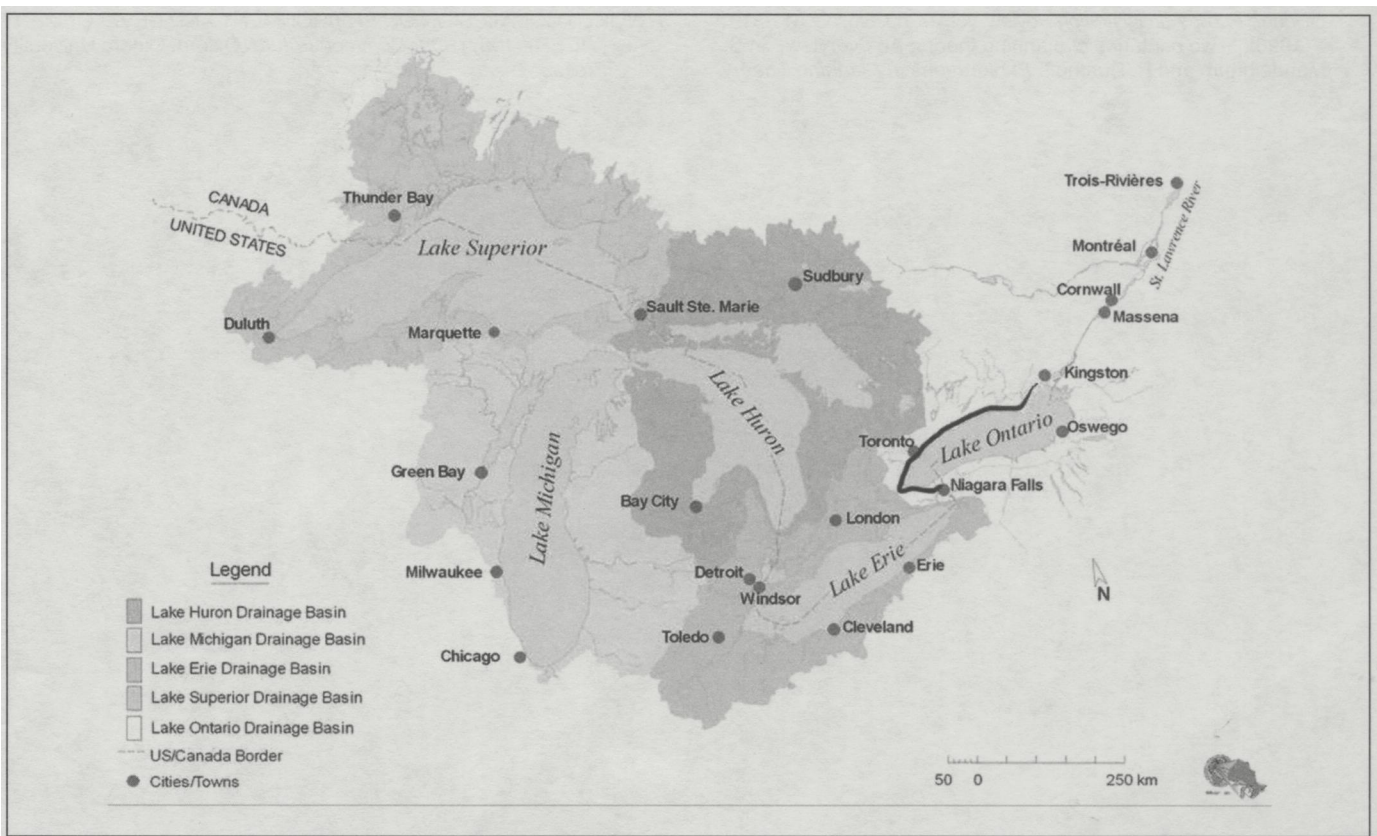 Trois-Rivières
CANADA
UNITED STATES
Thunder Bay
Lake Superior
St. Lawrence River
Montréal
Sudbury
Cornwall
Massena
Sault Ste. Marie
Duluth
Marquette
Kingston
Lake Huron
Lake Ontario
Oswego
Toronto
Green Bay
Lake Michigan
Niagara Falls
Bay City
London
Lake Erie
Erie
Milwaukee
Detroit
Windsor
Toledo
Cleveland
Chicago
N
Legend
Lake Huron Drainage Basin
Lake Michigan Drainage Basin
Lake Erie Drainage Basin
Lake Superior Drainage Basin
Lake Ontario Drainage Basin
US/Canada Border
Cities/Towns
50 0 250 km